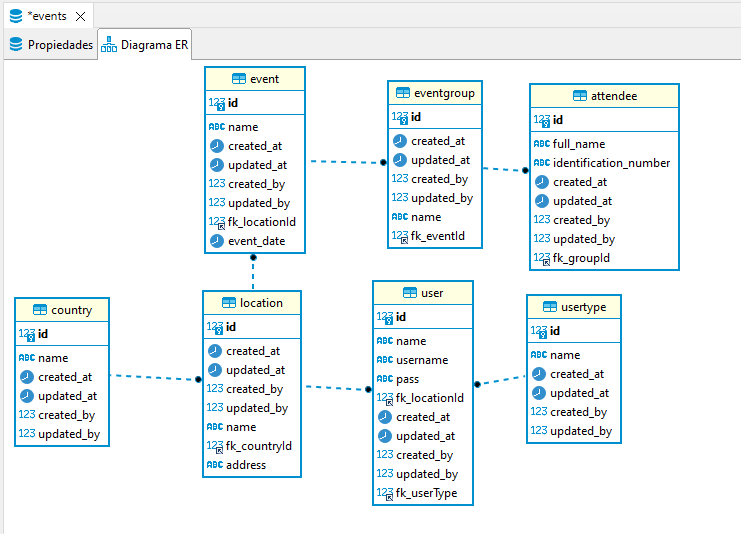 *events
Propiedades
Diagrama ER
event
123 id
ABC name
created_at
updated_at
123 created_by
123 updated_by
123 fk_locationId
event_date
eventgroup
123 id
created_at
updated_at
123 created_by
123 updated_by
ABC name
123 fk_eventId
attendee
123 id
ABC full_name
ABC identification_number
created_at
updated_at
123 created_by
123 updated_by
123 fk_groupId
country
123 id
ABC name
created_at
updated_at
123 created_by
123 updated_by
location
123 id
created_at
updated_at
123 created_by
123 updated_by
ABC name
123 fk_countryId
ABC address
user
123 id
ABC name
ABC username
ABC pass
123 fk_locationId
created_at
updated_at
123 created_by
123 updated_by
123 fk_userType
usertype
123 id
ABC name
created_at
updated_at
123 created_by
123 updated_by